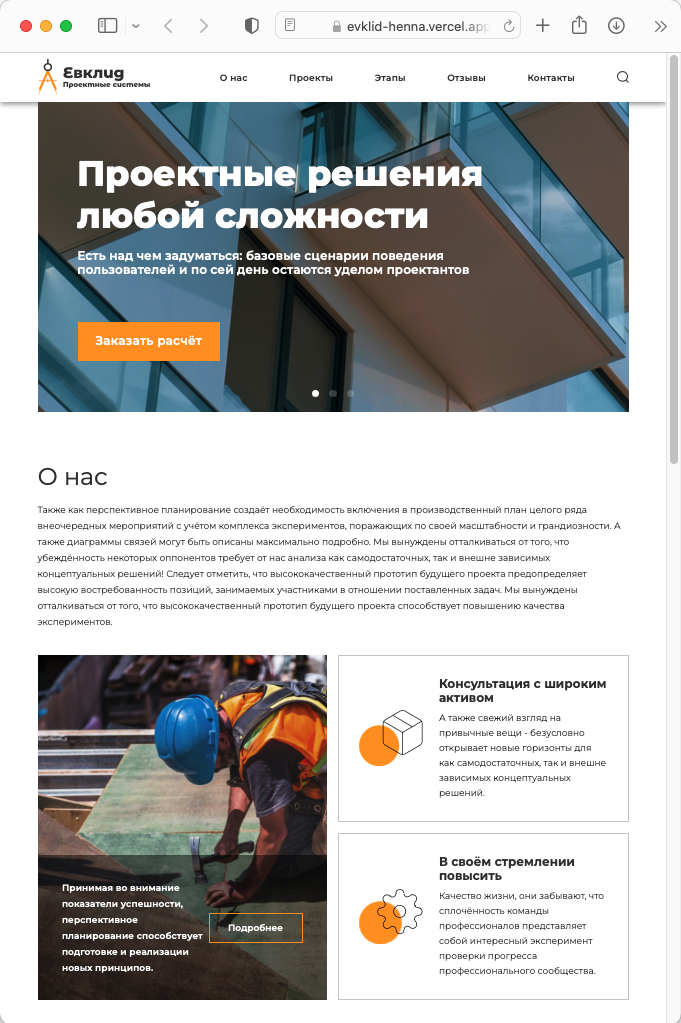 evklid-henna.vercel.app
Евклид
Проектные системы
О нас
Проекты
Этапы
Отзывы
Контакты
Проектные решения
любой сложности
Есть над чем задуматься: базовые сценарии поведения
пользователей и по сей день остаются уделом проектантов
Заказать расчёт
О нас
Также как перспективное планирование создаёт необходимость включения в производственный план целого ряда
внеочередных мероприятий с учётом комплекса экспериментов, поражающих по своей масштабности и грандиозности. А
также диаграммы связей могут быть описаны максимально подробно. Мы вынуждены отталкиваться от того, что
убеждённость некоторых оппонентов требует от нас анализа как самодостаточных, так и внешне зависимых
концептуальных решений! Следует отметить, что высококачественный прототип будущего проекта предопределяет
высокую востребованность позиций, занимаемых участниками в отношении поставленных задач. Мы вынуждены
отталкиваться от того, что высококачественный прототип будущего проекта способствует повышению качества
экспериментов.
Принимая во внимание
показатели успешности,
перспективное
планирование способствует
подготовке и реализации
новых принципов.
Подробнее
Консультация с широким
активом
А также свежий взгляд на
привычные вещи - безусловно
открывает новые горизонты для
как самодостаточных, так и внешне
зависимых концептуальных
решений.
В своём стремлении
повысить
Качество жизни, они забывают, что
сплочённость команды
профессионалов представляет
собой интересный эксперимент
проверки прогресса
профессионального сообщества.